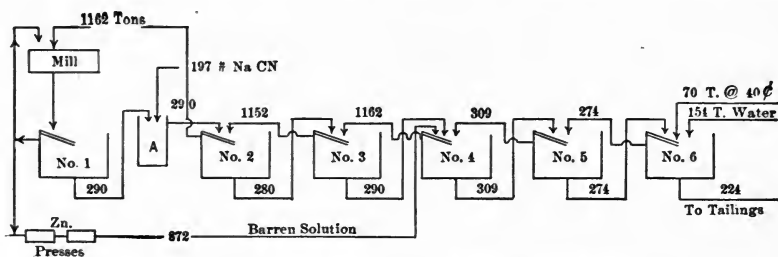 1162 Tons
Mill
197 # Na CN
290
1152
1162
309
274
70 T. @ 40 ¢
154 T. Water
A
No. 1
No. 2
No. 3
No. 4
No. 5
No. 6
290
280
290
309
274
224
To Tailings
Zn.
872
Barren Solution
Presses